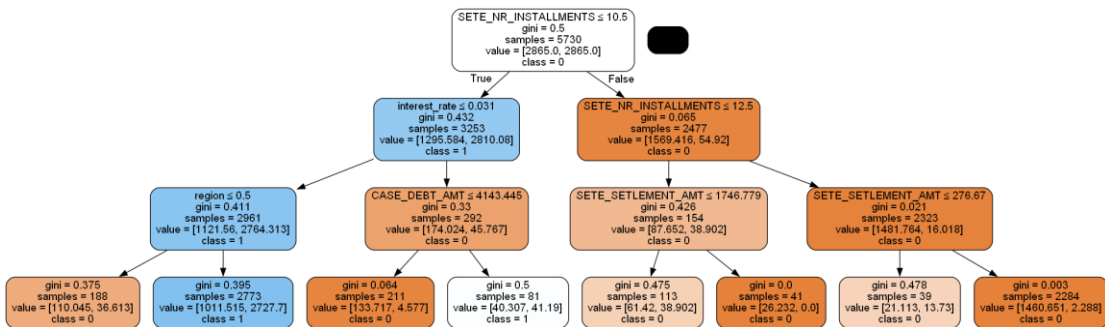 SETE_NR_INSTALLMENTS ≤ 10.5
gini = 0.5
samples = 5730
value = [2865.0, 2865.0]
class = 0
True
False
interest_rate ≤ 0.031
gini = 0.432
samples = 3253
value = [1295.584, 2810.08]
class = 1
SETE_NR_INSTALLMENTS ≤ 12.5
gini = 0.065
samples = 2477
value = [1569.416, 54.92]
class = 0
region ≤ 0.5
gini = 0.411
samples = 2961
value = [1121.56, 2764.313]
class = 1
CASE_DEBT_AMT ≤ 4143.445
gini = 0.33
samples = 292
value = [174.024, 45.767]
class = 0
SETE_SETLEMENT_AMT ≤ 1746.779
gini = 0.426
samples = 154
value = [87.652, 38.902]
class = 0
SETE_SETLEMENT_AMT ≤ 276.67
gini = 0.021
samples = 2323
value = [1481.764, 16.018]
class = 0
gini = 0.375
samples = 188
value = [110.045, 36.613]
class = 0
gini = 0.395
samples = 2773
value = [1011.515, 2727.7]
class = 1
gini = 0.064
samples = 211
value = [133.717, 4.577]
class = 0
gini = 0.5
samples = 81
value = [40.307, 41.19]
class = 1
gini = 0.475
samples = 113
value = [61.42, 38.902]
class = 0
gini = 0.0
samples = 41
value = [26.232, 0.0]
class = 0
gini = 0.478
samples = 39
value = [21.113, 13.73]
class = 0
gini = 0.003
samples = 2284
value = [1460.651, 2.288]
class = 0